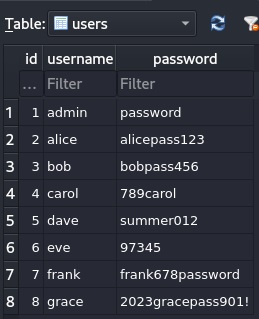 Table: users
id username password
... Filter Filter
1 1 admin password
2 2 alice alicepass123
3 3 bob bobpass456
4 4 carol 789carol
5 5 dave summer012
6 6 eve 97345
7 7 frank frank678password
8 8 grace 2023gracepass901!